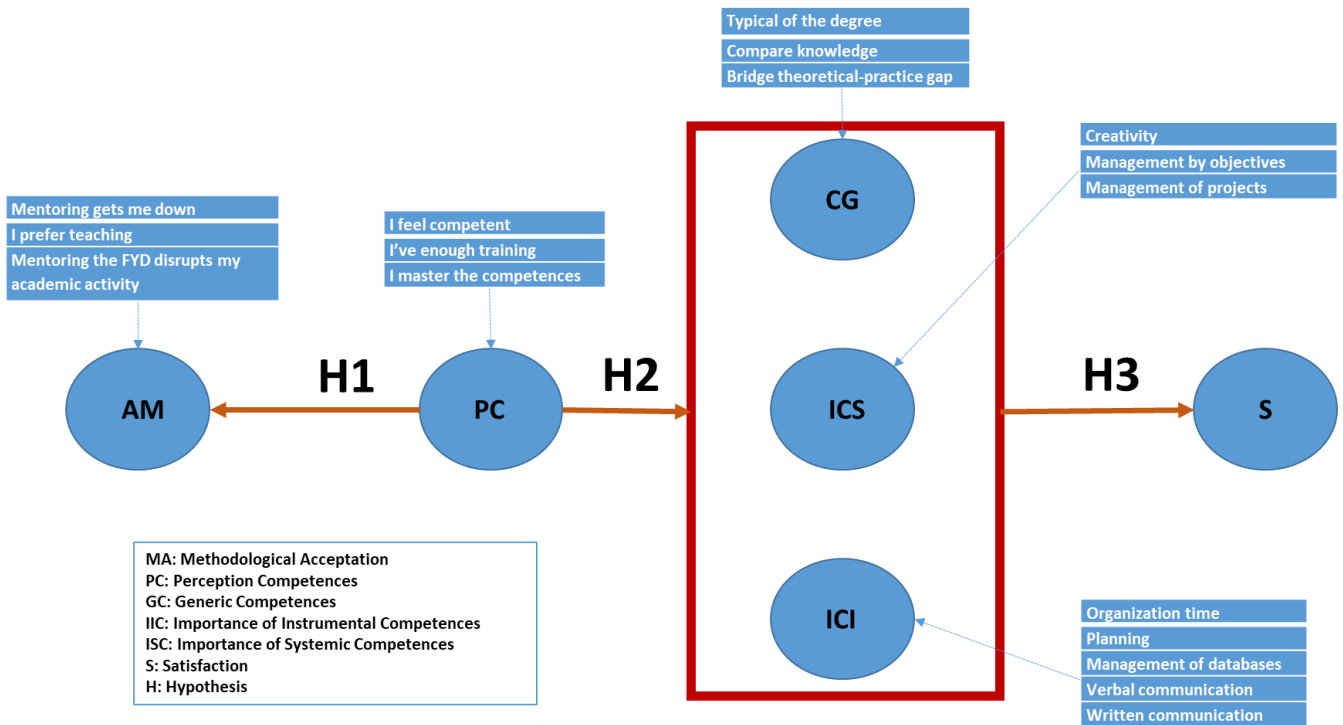 Typical of the degree
Compare knowledge
Bridge theoretical-practice gap
Creativity
Management by objectives
Management of projects
CG
Mentoring gets me down
I prefer teaching
Mentoring the FYD disrupts my
academic activity
I feel competent
I've enough training
I master the competences
H1
H2
H3
AM
PC
ICS
S
MA: Methodological Acceptation
PC: Perception Competences
GC: Generic Competences
IIC: Importance of Instrumental Competences
ISC: Importance of Systemic Competences
S: Satisfaction
H: Hypothesis
ICI
Organization time
Planning
Management of databases
Verbal communication
Written communication